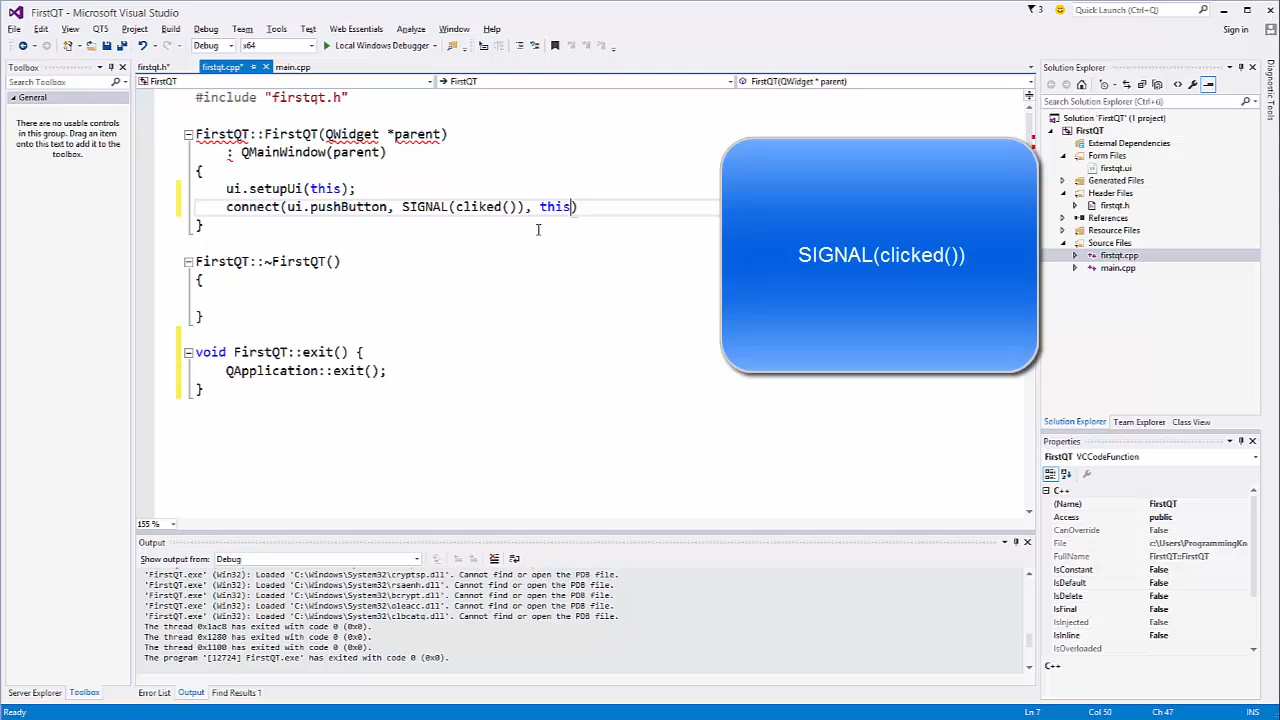 FirstQT - Microsoft Visual Studio
3
Quick Launch (Ctrl+Q)
File Edit View QT5 Project Build Debug Team Tools Test Web Essentials Analyze Window Help
Sign in
Debug x64 Local Windows Debugger
Toolbox
Search Toolbox
General
There are no usable controls
in this group. Drag an item
onto this text to add it to the
toolbox.
firstqt.h* firstqt.cpp* main.cpp
FirstQT FirstQT FirstQT(QWidget * parent)
#include "firstqt.h"
FirstQT::FirstQT(QWidget *parent)
: QMainWindow(parent)
{
ui.setupUi(this);
connect(ui.pushButton, SIGNAL(cliked()), this)
}
FirstQT::~FirstQT()
{
}
void FirstQT::exit() {
QApplication::exit();
}
SIGNAL(clicked())
155 %
Output
Show output from: Debug
'FirstQT.exe' (Win32): Loaded 'C:\Windows\System32\cryptsp.dll'. Cannot find or open the PDB file.
'FirstQT.exe' (Win32): Loaded 'C:\Windows\System32\rsaenh.dll'. Cannot find or open the PDB file.
'FirstQT.exe' (Win32): Loaded 'C:\Windows\System32\bcrypt.dll'. Cannot find or open the PDB file.
'FirstQT.exe' (Win32): Loaded 'C:\Windows\System32\oleacc.dll'. Cannot find or open the PDB file.
'FirstQT.exe' (Win32): Loaded 'C:\Windows\System32\clbcatq.dll'. Cannot find or open the PDB file.
The thread 0x1ac8 has exited with code 0 (0x0).
The thread 0x1280 has exited with code 0 (0x0).
The thread 0x1100 has exited with code 0 (0x0).
The program '[12724] FirstQT.exe' has exited with code 0 (0x0).
Server Explorer Toolbox
Error List Output Find Results 1
Solution Explorer
Search Solution Explorer (Ctrl+ü)
Solution 'FirstQT' (1 project)
FirstQT
External Dependencies
Form Files
firstqt.ui
Generated Files
Header Files
firstqt.h
References
Resource Files
Source Files
firstqt.cpp
main.cpp
Solution Explorer Team Explorer Class View
Properties
FirstQT VCCodeFunction
C++
(Name) FirstQT
Access public
CanOverride False
File c:\Users\ProgrammingKn
FullName FirstQT::FirstQT
IsConstant False
IsDefault False
IsDelete False
IsFinal False
IsInjected False
IsInline False
IsOverloaded False
C++
Diagnostic Tools
Ready Ln 7 Col 50 Ch 47 INS